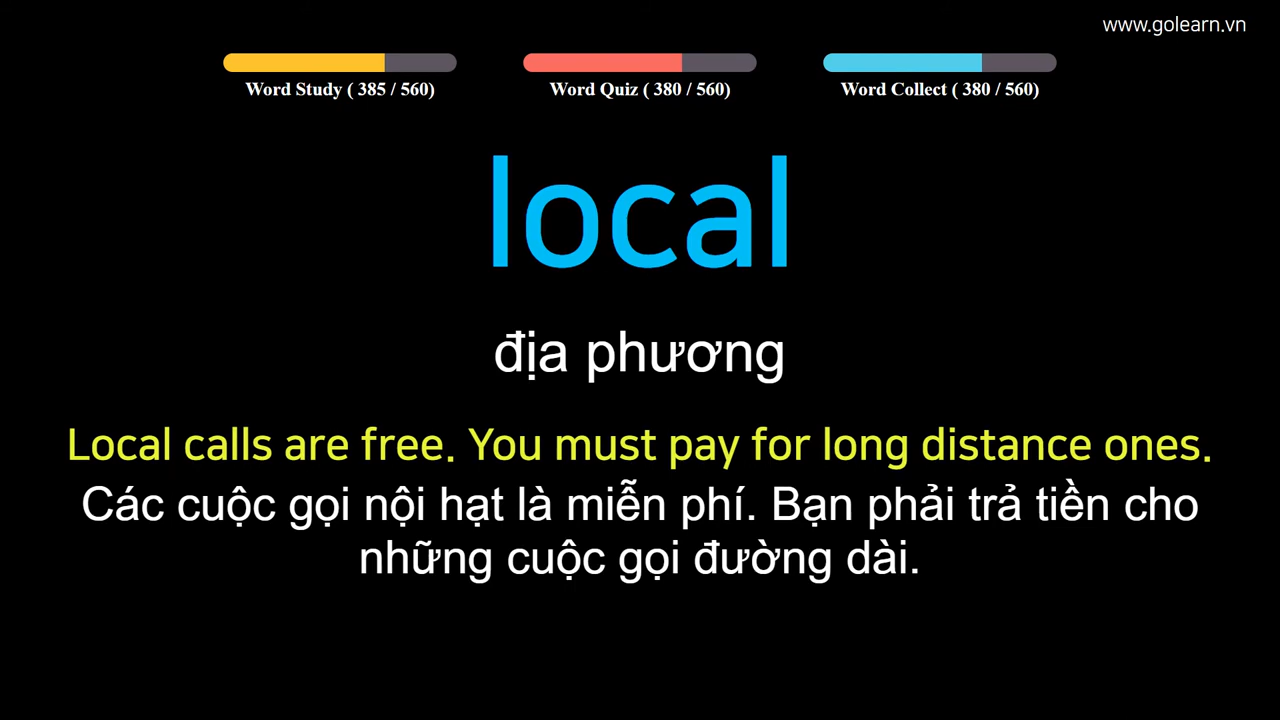 www.golearn.vn
Word Study ( 385 / 560)
Word Quiz ( 380 / 560)
Word Collect ( 380 / 560)
local
địa phương
Local calls are free. You must pay for long distance ones.
Các cuộc gọi nội hạt là miễn phí. Bạn phải trả tiền cho
những cuộc gọi đường dài.